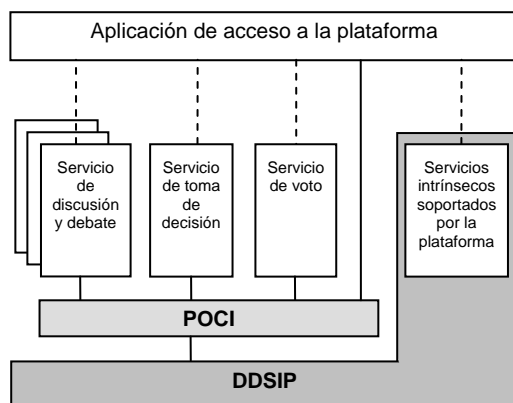 Aplicación de acceso a la plataforma
Servicio
de
discusión
y debate
Servicio
de toma
de
decisión
Servicio
de voto
Servicios
intrínsecos
soportados
por la
plataforma
POCI
DDSIP